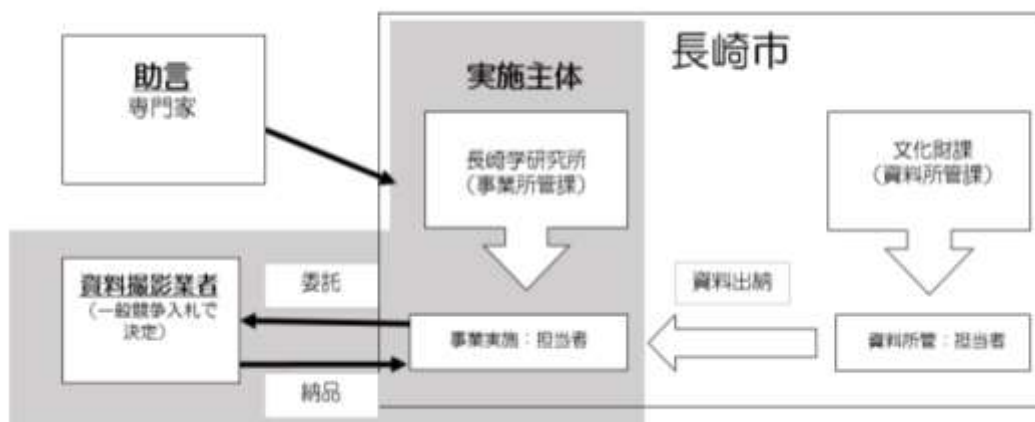 長崎市
助言
専門家
実施主体
長崎学研究所
(事業所管課)
文化財課
(資料所管課)
資料撮影業者
(一般競争入札で
決定)
委託
納品
事業実施:担当者
資料出納
資料所管:担当者